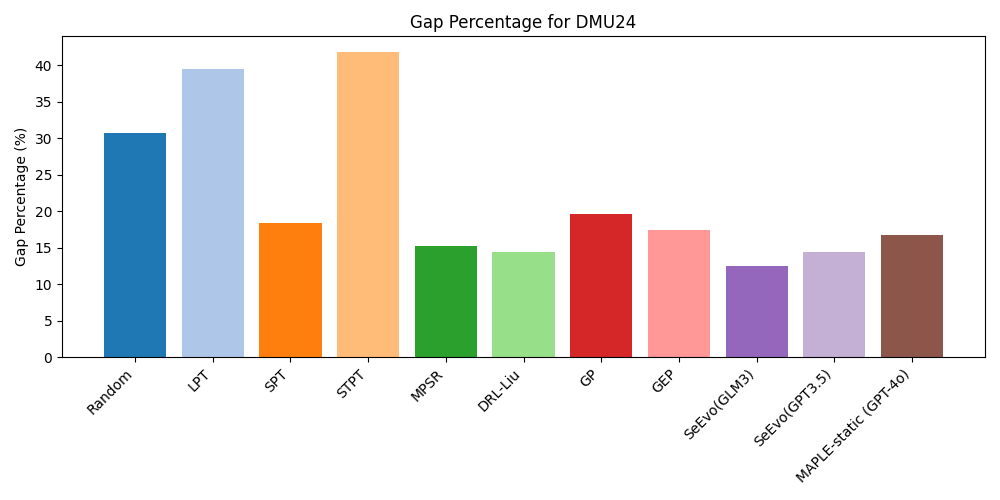 Gap Percentage for DMU24
Gap Percentage (%)
40
35
30
25
20
15
10
5
0
Random
LPT
SPT
STPT
MPSR
DRL-Liu
GP
GEP
SeEvo(GLM3)
SeEvo(GPT3.5)
MAPLE-static (GPT-4o)